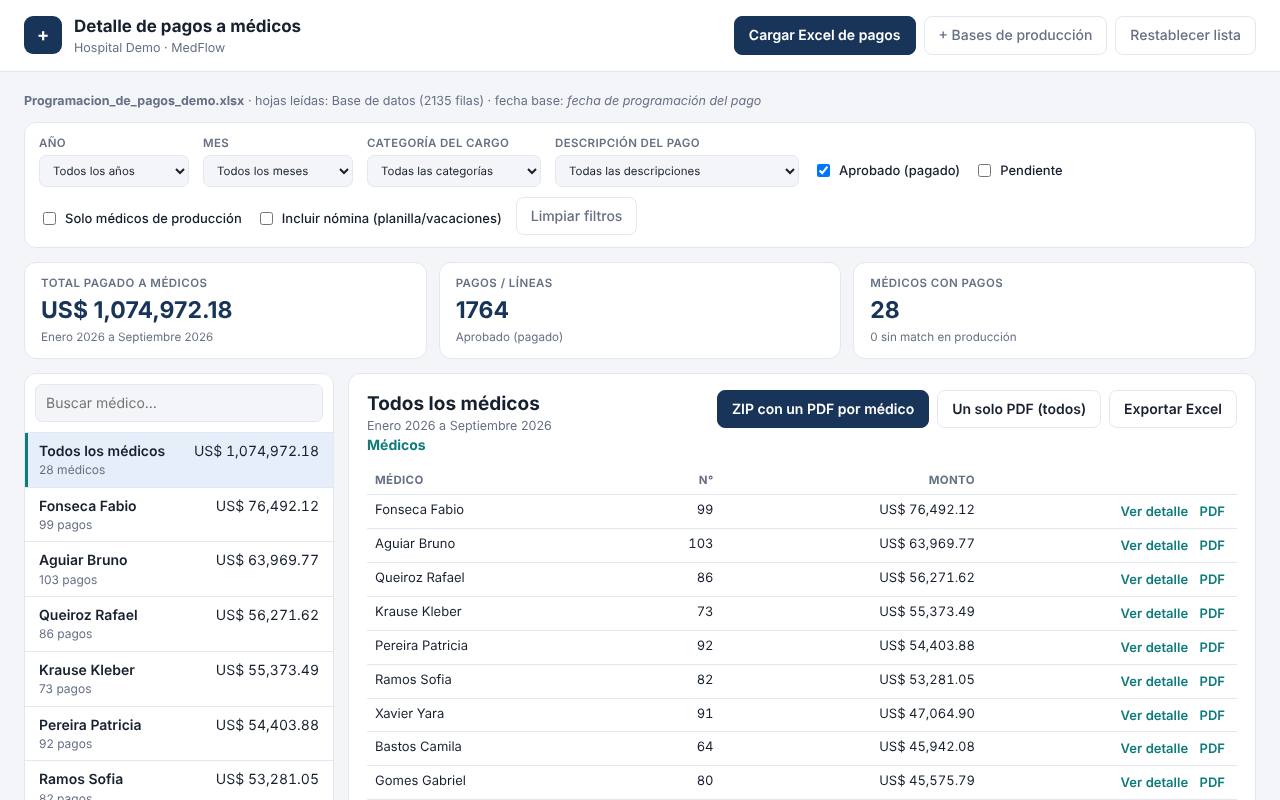 +
Detalle de pagos a médicos
Hospital Demo · MedFlow
Cargar Excel de pagos
+ Bases de producción
Restablecer lista
Programacion_de_pagos_demo.xlsx · hojas leídas: Base de datos (2135 filas) · fecha base: fecha de programación del pago
AÑO
MES
CATEGORÍA DEL CARGO
DESCRIPCIÓN DEL PAGO
Todos los años
Todos los meses
Todas las categorías
Todas las descripciones
Aprobado (pagado)
Pendiente
Solo médicos de producción
Incluir nómina (planilla/vacaciones)
Limpiar filtros
TOTAL PAGADO A MÉDICOS
US$ 1,074,972.18
Enero 2026 a Septiembre 2026
PAGOS / LÍNEAS
1764
Aprobado (pagado)
MÉDICOS CON PAGOS
28
0 sin match en producción
Buscar médico...
Todos los médicos US$ 1,074,972.18
28 médicos
Fonseca Fabio US$ 76,492.12
99 pagos
Aguiar Bruno US$ 63,969.77
103 pagos
Queiroz Rafael US$ 56,271.62
86 pagos
Krause Kleber US$ 55,373.49
73 pagos
Pereira Patricia US$ 54,403.88
92 pagos
Ramos Sofia US$ 53,281.05
82 pagos
Todos los médicos
Enero 2026 a Septiembre 2026
Médicos
ZIP con un PDF por médico
Un solo PDF (todos)
Exportar Excel
MÉDICO N° MONTO
Fonseca Fabio 99 US$ 76,492.12 Ver detalle PDF
Aguiar Bruno 103 US$ 63,969.77 Ver detalle PDF
Queiroz Rafael 86 US$ 56,271.62 Ver detalle PDF
Krause Kleber 73 US$ 55,373.49 Ver detalle PDF
Pereira Patricia 92 US$ 54,403.88 Ver detalle PDF
Ramos Sofia 82 US$ 53,281.05 Ver detalle PDF
Xavier Yara 91 US$ 47,064.90 Ver detalle PDF
Bastos Camila 64 US$ 45,942.08 Ver detalle PDF
Gomes Gabriel 80 US$ 45,575.79 Ver detalle PDF